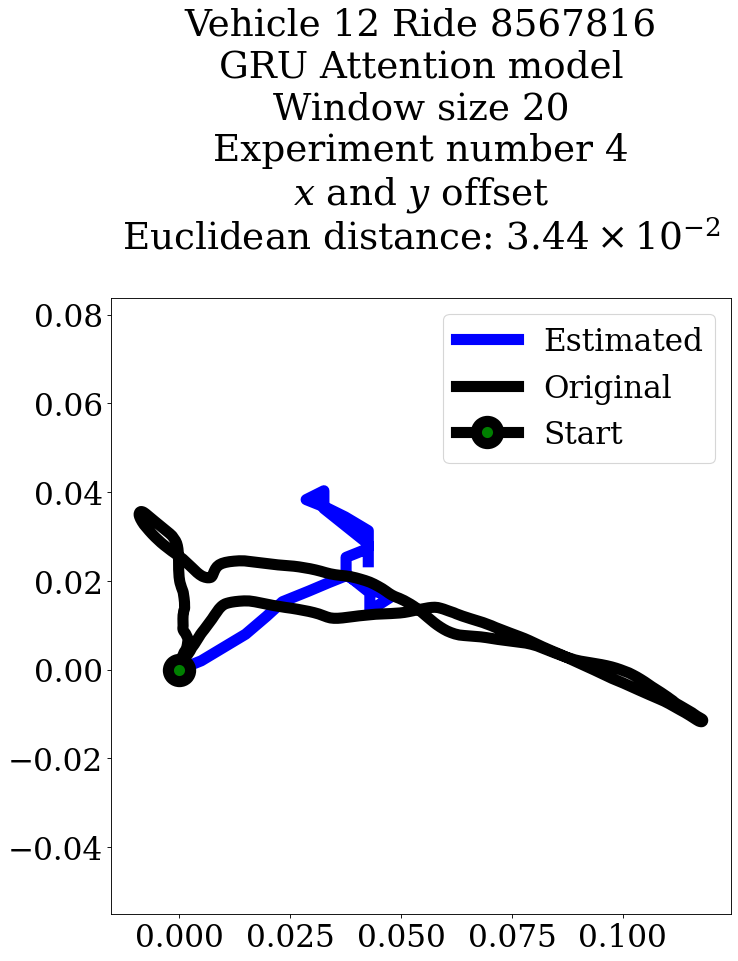 Vehicle 12 Ride 8567816
GRU Attention model
Window size 20
Experiment number 4
x and y offset
Euclidean distance: 3.44 × 10⁻²
Estimated
Original
Start
0.08
0.06
0.04
0.02
0.00
−0.02
−0.04
0.000 0.025 0.050 0.075 0.100